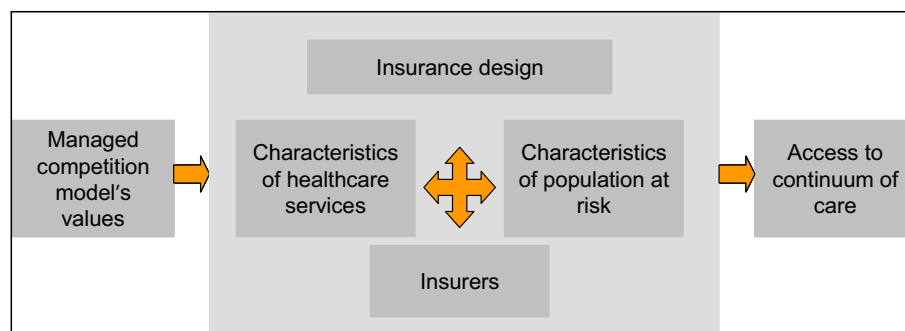 Insurance design
Managed
competition
model's
values
Characteristics
of healthcare
services
Characteristics
of population at
risk
Access to
continuum of
care
Insurers